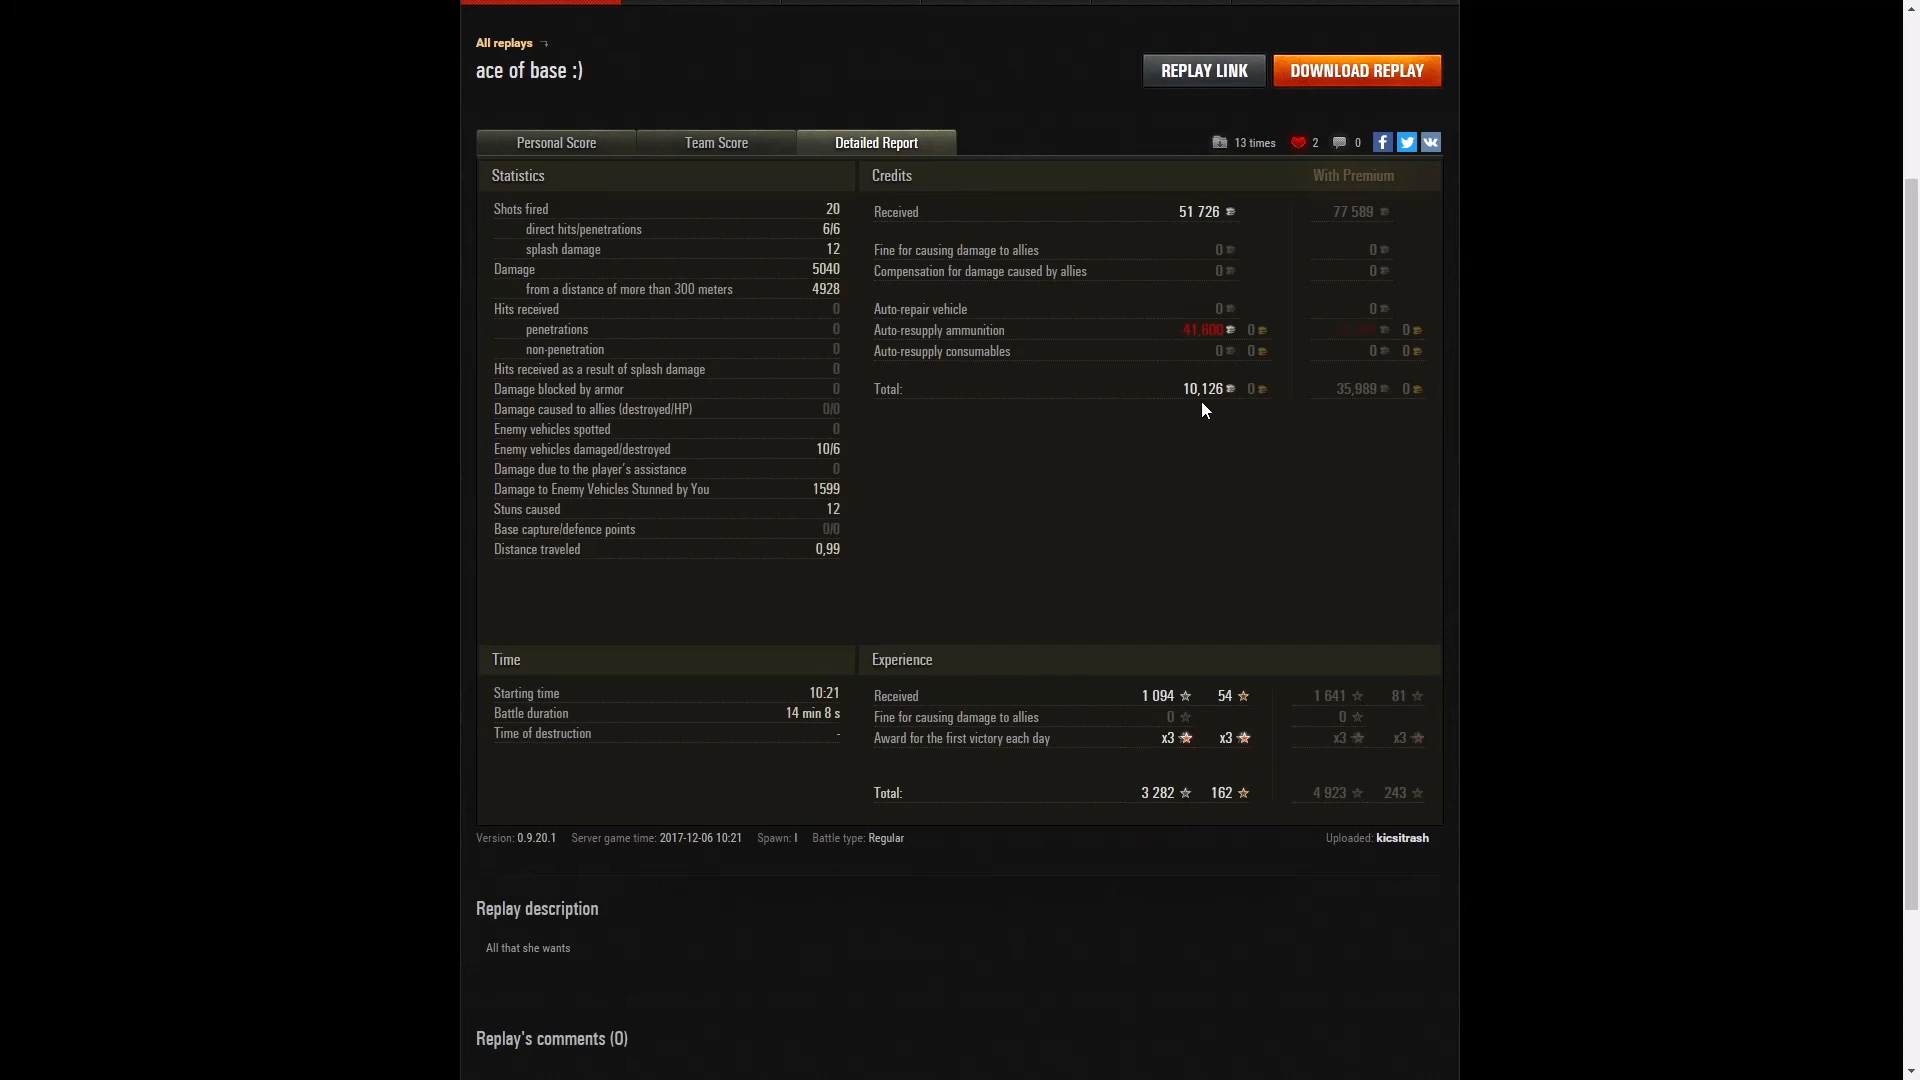 All replays
ace of base :)
REPLAY LINK
DOWNLOAD REPLAY
Personal Score
Team Score
Detailed Report
13 times
2
0
Statistics
Shots fired 20
direct hits/penetrations 6/6
splash damage 12
Damage 5040
from a distance of more than 300 meters 4928
Hits received 0
penetrations 0
non-penetration 0
Hits received as a result of splash damage 0
Damage blocked by armor 0
Damage caused to allies (destroyed/HP) 0/0
Enemy vehicles spotted 0
Enemy vehicles damaged/destroyed 10/6
Damage due to the player's assistance 0
Damage to Enemy Vehicles Stunned by You 1599
Stuns caused 12
Base capture/defence points 0/0
Distance traveled 0,99
Credits With Premium
Received 51 726 77 589
Fine for causing damage to allies 0 0
Compensation for damage caused by allies 0 0
Auto-repair vehicle 0 0
Auto-resupply ammunition -41,600 0 0
Auto-resupply consumables 0 0 0 0
Total: 10,126 0 35,989 0
Time
Starting time 10:21
Battle duration 14 min 8 s
Time of destruction -
Experience
Received 1 094 54 1 641 81
Fine for causing damage to allies 0 0
Award for the first victory each day x3 x3 x3 x3
Total: 3 282 162 4 923 243
Version: 0.9.20.1 Server game time: 2017-12-06 10:21 Spawn: I Battle type: Regular
Uploaded: kicsitrash
Replay description
All that she wants
Replay's comments (0)